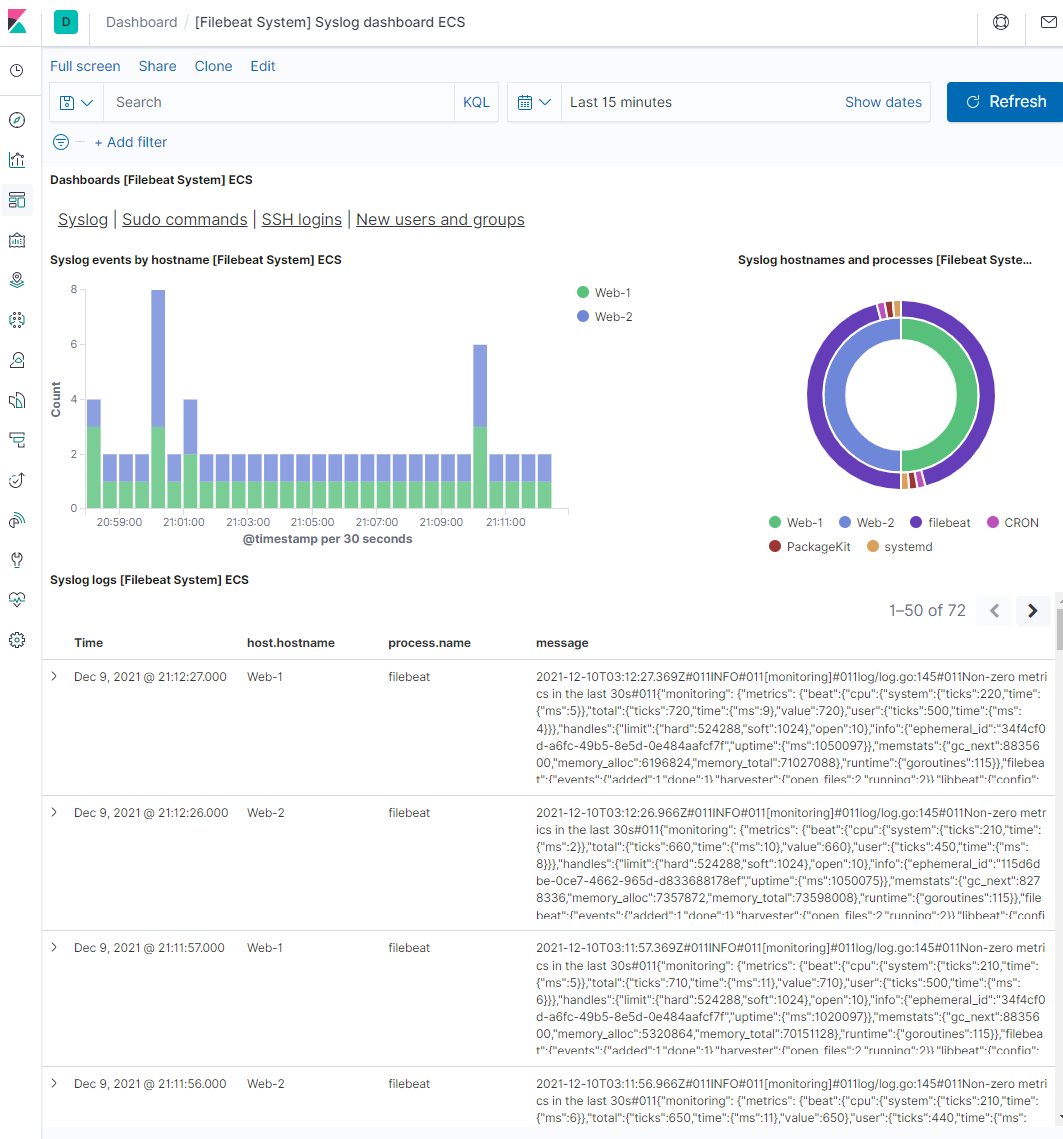 D Dashboard / [Filebeat System] Syslog dashboard ECS
Full screen Share Clone Edit
Search KQL Last 15 minutes Show dates Refresh
+ Add filter
Dashboards [Filebeat System] ECS
Syslog | Sudo commands | SSH logins | New users and groups
Syslog events by hostname [Filebeat System] ECS
Syslog hostnames and processes [Filebeat Syste...
8
6
4
2
0
Count
20:59:00 21:01:00 21:03:00 21:05:00 21:07:00 21:09:00 21:11:00
@timestamp per 30 seconds
Web-1
Web-2
Web-1 Web-2 filebeat CRON
PackageKit systemd
Syslog logs [Filebeat System] ECS
1–50 of 72
Time host.hostname process.name message
Dec 9, 2021 @ 21:12:27.000 Web-1 filebeat 2021-12-10T03:12:27.369Z#011INFO#011[monitoring]#011log/log.go:145#011Non-zero metr
ics in the last 30s#011{"monitoring": {"metrics": {"beat":{"cpu":{"system":{"ticks":220,"time":
{"ms":5}},"total":{"ticks":720,"time":{"ms":9},"value":720},"user":{"ticks":500,"time":{"ms":
4}}},"handles":{"limit":{"hard":524288,"soft":1024},"open":10},"info":{"ephemeral_id":"34f4cf0
d-a6fc-49b5-8e5d-0e484aafcf7f","uptime":{"ms":1050097}},"memstats":{"gc_next":88356
00,"memory_alloc":6196824,"memory_total":71027088},"runtime":{"goroutines":115}},"filebea
t":{"events":{"added":1,"done":1},"harvester":{"open_files":2,"running":2}},"libbeat":{"config":
Dec 9, 2021 @ 21:12:26.000 Web-2 filebeat 2021-12-10T03:12:26.966Z#011INFO#011[monitoring]#011log/log.go:145#011Non-zero metr
ics in the last 30s#011{"monitoring": {"metrics": {"beat":{"cpu":{"system":{"ticks":210,"time":
{"ms":2}},"total":{"ticks":660,"time":{"ms":10},"value":660},"user":{"ticks":450,"time":{"ms":
8}}},"handles":{"limit":{"hard":524288,"soft":1024},"open":10},"info":{"ephemeral_id":"115d6d
be-0ce7-4662-965d-d833688178ef","uptime":{"ms":1050075}},"memstats":{"gc_next":827
8336,"memory_alloc":7357872,"memory_total":73598008},"runtime":{"goroutines":115}},"file
beat":{"events":{"added":1,"done":1},"harvester":{"open_files":2,"running":2}},"libbeat":{"confi
Dec 9, 2021 @ 21:11:57.000 Web-1 filebeat 2021-12-10T03:11:57.369Z#011INFO#011[monitoring]#011log/log.go:145#011Non-zero metr
ics in the last 30s#011{"monitoring": {"metrics": {"beat":{"cpu":{"system":{"ticks":210,"time":
{"ms":5}},"total":{"ticks":710,"time":{"ms":11},"value":710},"user":{"ticks":500,"time":{"ms":
6}}},"handles":{"limit":{"hard":524288,"soft":1024},"open":10},"info":{"ephemeral_id":"34f4cf0
d-a6fc-49b5-8e5d-0e484aafcf7f","uptime":{"ms":1020097}},"memstats":{"gc_next":88356
00,"memory_alloc":5320864,"memory_total":70151128},"runtime":{"goroutines":115}},"filebea
t":{"events":{"added":1,"done":1},"harvester":{"open_files":2,"running":2}},"libbeat":{"config":
Dec 9, 2021 @ 21:11:56.000 Web-2 filebeat 2021-12-10T03:11:56.966Z#011INFO#011[monitoring]#011log/log.go:145#011Non-zero metr
ics in the last 30s#011{"monitoring": {"metrics": {"beat":{"cpu":{"system":{"ticks":210,"time":
{"ms":6}},"total":{"ticks":650,"time":{"ms":11},"value":650},"user":{"ticks":440,"time":{"ms":